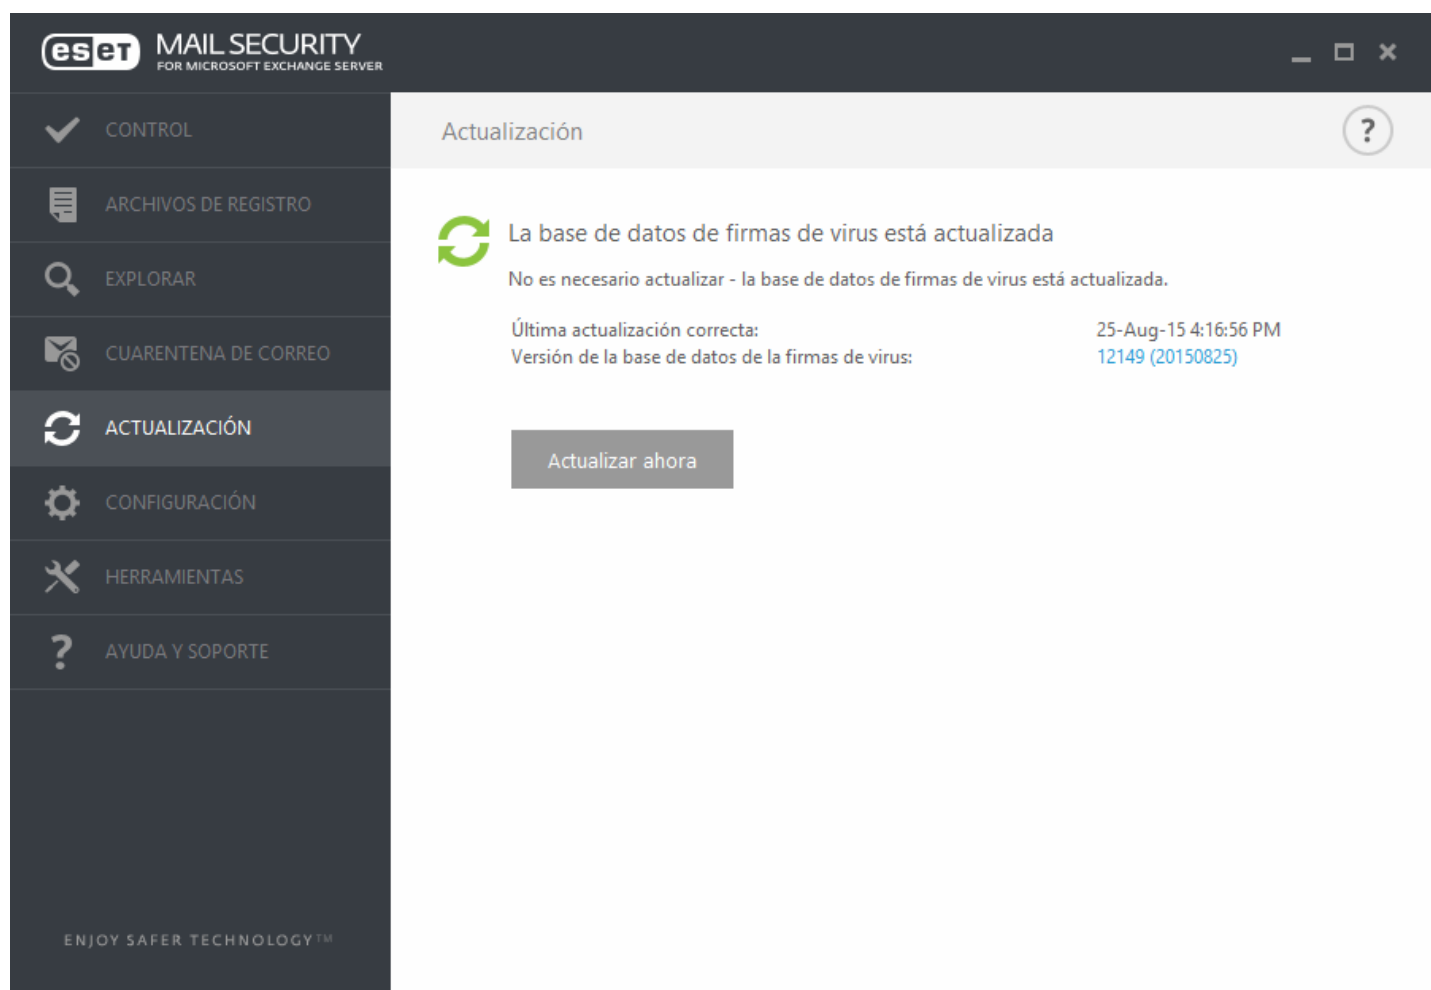 eset MAIL SECURITY
FOR MICROSOFT EXCHANGE SERVER
CONTROL
ARCHIVOS DE REGISTRO
EXPLORAR
CUARENTENA DE CORREO
ACTUALIZACIÓN
CONFIGURACIÓN
HERRAMIENTAS
AYUDA Y SOPORTE
ENJOY SAFER TECHNOLOGY™
Actualización
?
La base de datos de firmas de virus está actualizada
No es necesario actualizar - la base de datos de firmas de virus está actualizada.
Última actualización correcta: 25-Aug-15 4:16:56 PM
Versión de la base de datos de la firmas de virus: 12149 (20150825)
Actualizar ahora